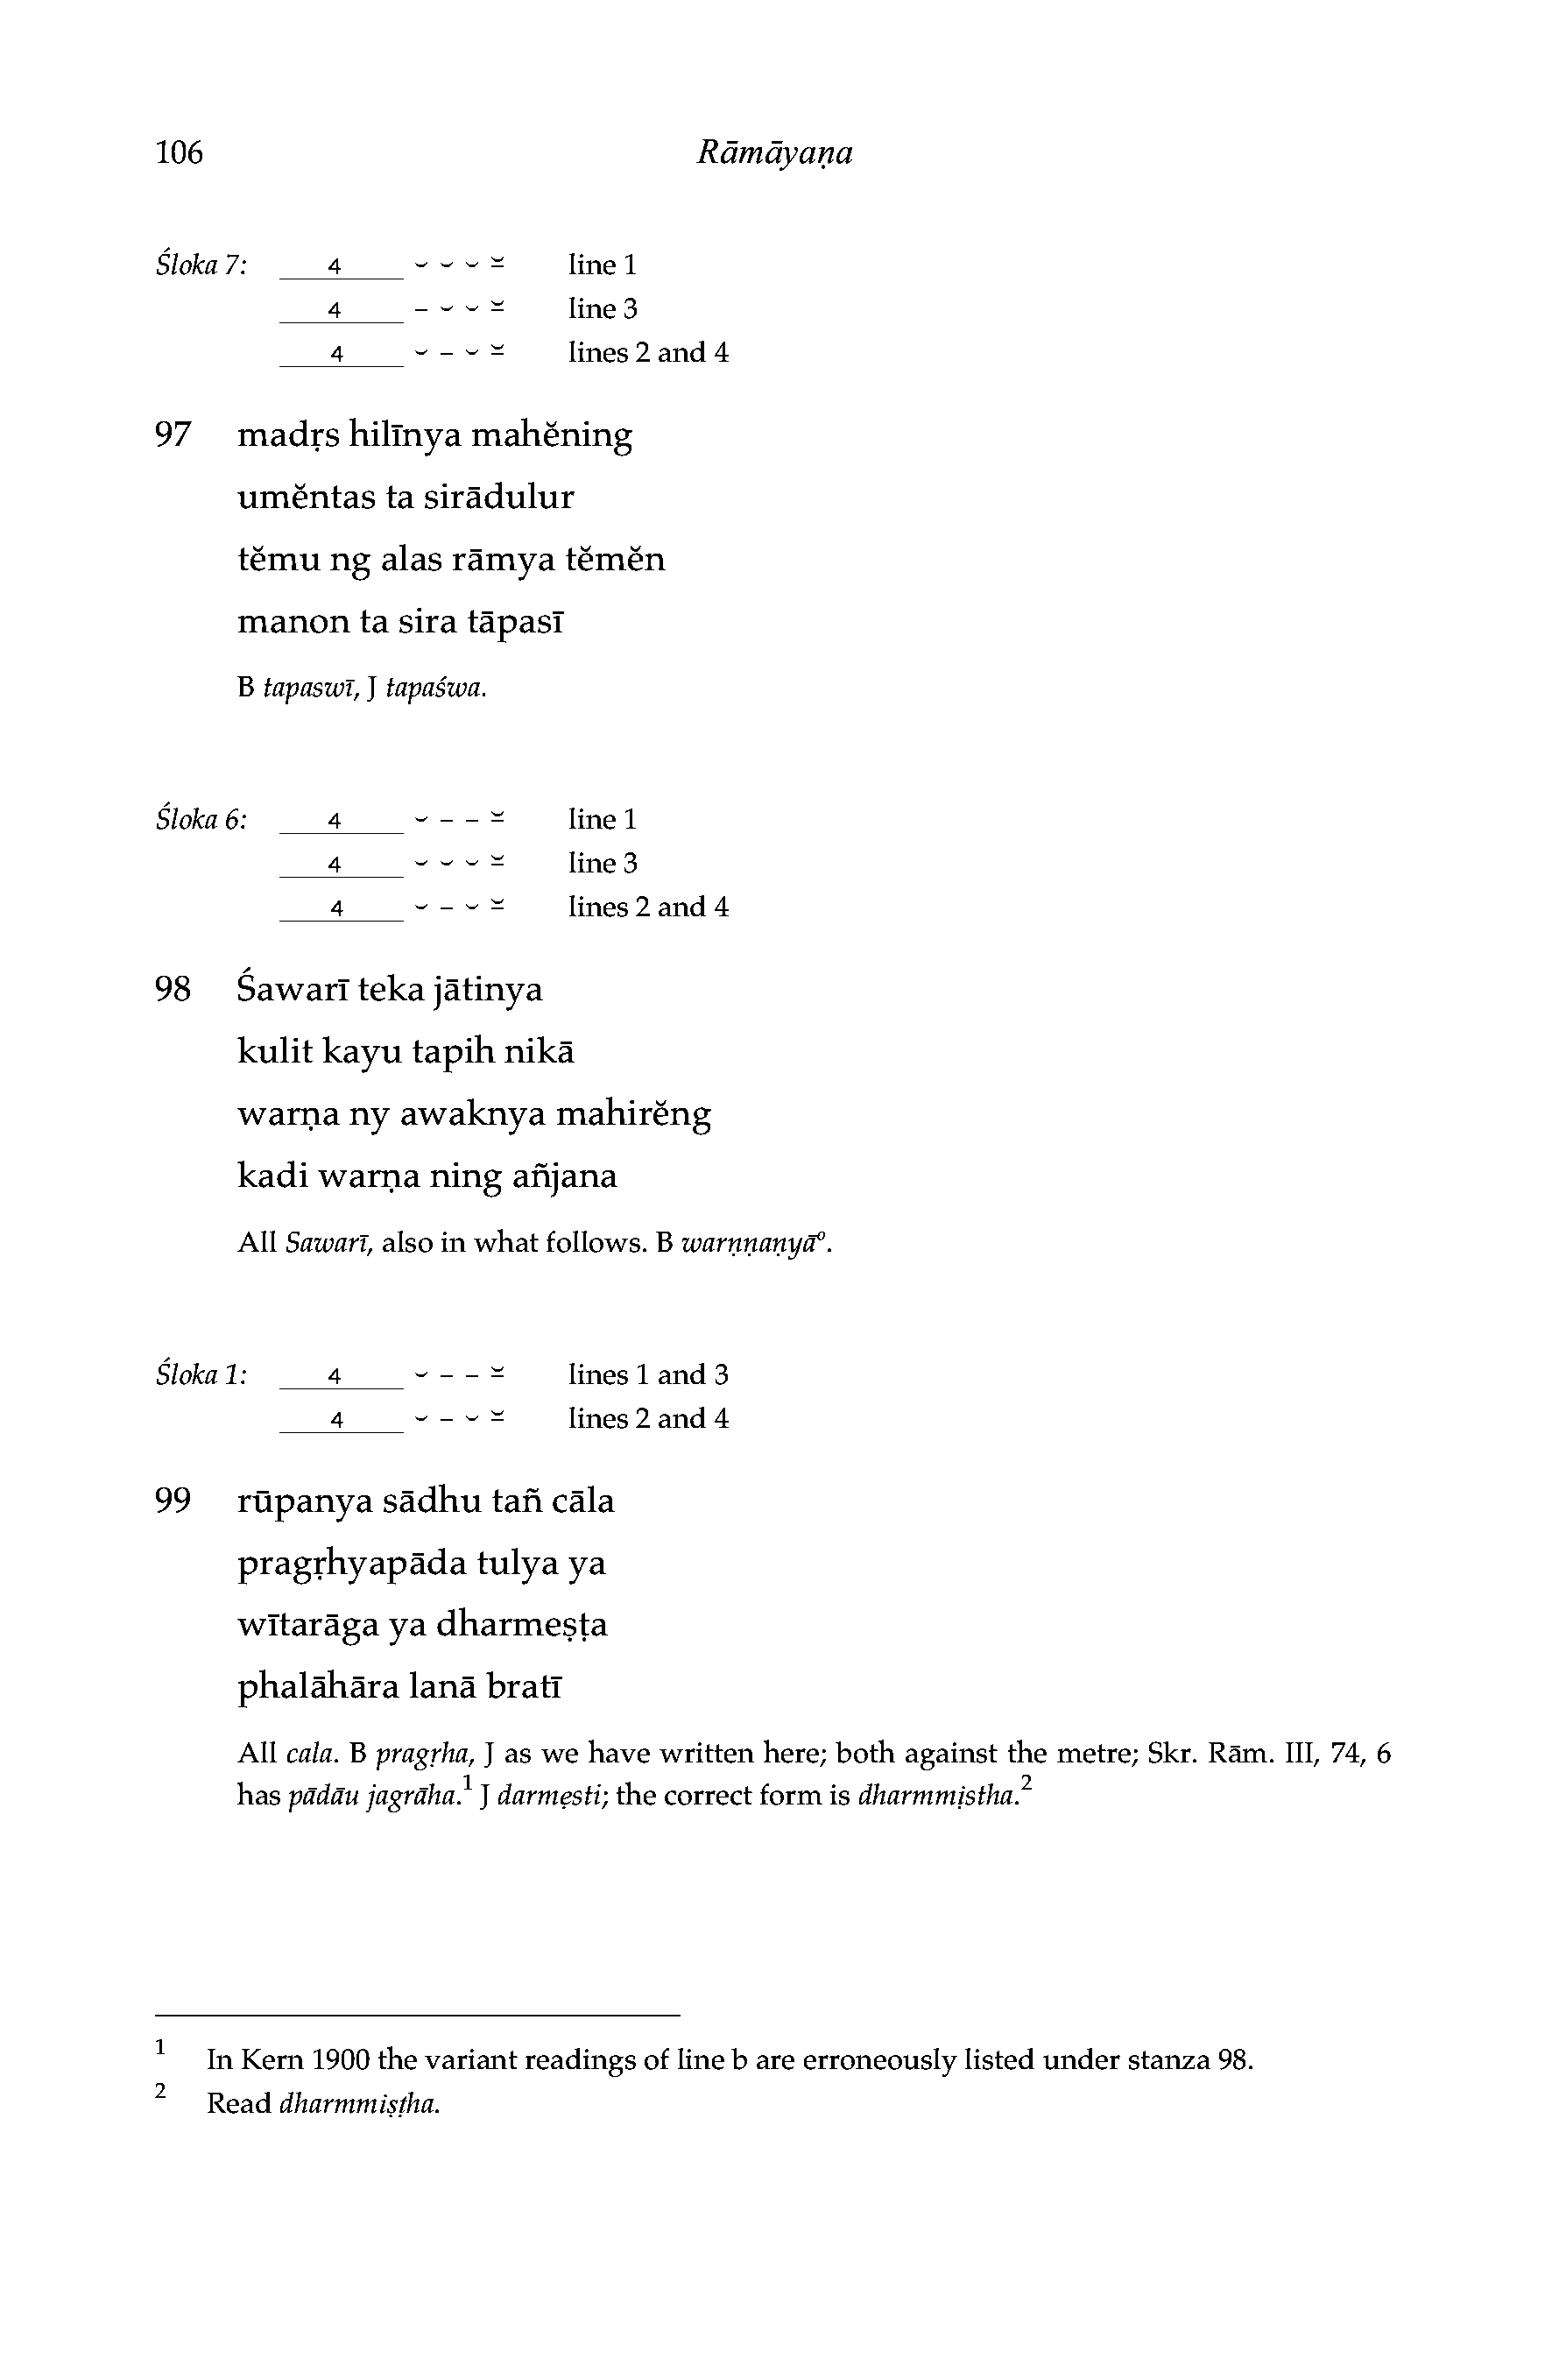 106 Rāmāyaṇa
Śloka 7: 4 ⏑ ⏑ ⏑ ⏓ line 1
4 – ⏑ ⏑ ⏓ line 3
4 ⏑ – ⏑ ⏓ lines 2 and 4
97 madṛs hilīnya mahĕning
umĕntas ta sirādulur
tĕmu ng alas rāmya tĕmĕn
manon ta sira tāpasī
B tapaswī, J tapaśwa.
Śloka 6: 4 ⏑ – – ⏓ line 1
4 ⏑ ⏑ ⏑ ⏓ line 3
4 ⏑ – ⏑ ⏓ lines 2 and 4
98 Śawarī teka jātinya
kulit kayu tapih nikā
warṇa ny awaknya mahirĕng
kadi warṇa ning añjana
All Sawarī, also in what follows. B warṇṇaṇyāº.
Śloka 1: 4 ⏑ – – ⏓ lines 1 and 3
4 ⏑ – ⏑ ⏓ lines 2 and 4
99 rūpanya sādhu tañ cāla
pragṛhyapāda tulya ya
wītarāga ya dharmeṣṭa
phalāhāra lanā bratī
All cala. B pragṛha, J as we have written here; both against the metre; Skr. Rām. III, 74, 6
has pādāu jagrāha.¹ J darmẹsti; the correct form is dharmmịstha.²
¹ In Kern 1900 the variant readings of line b are erroneously listed under stanza 98.
² Read dharmmiṣṭha.